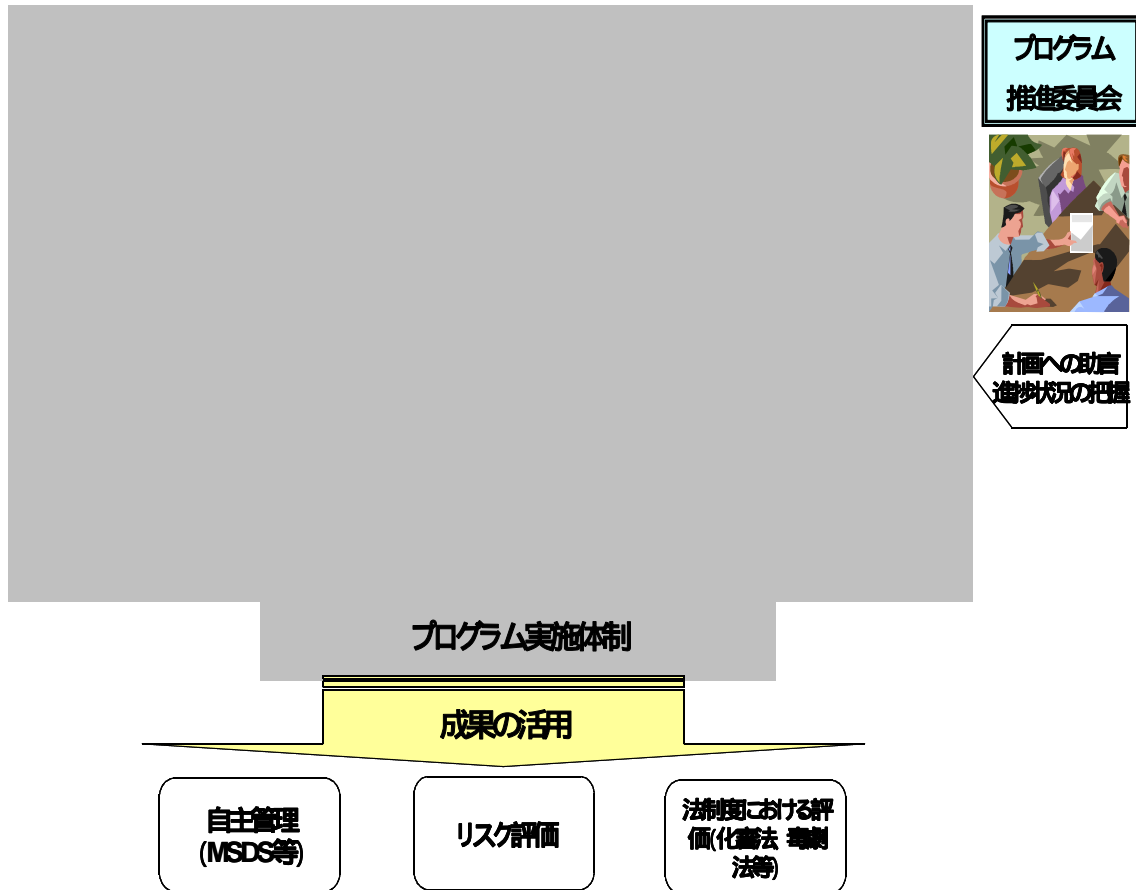 プログラム
推進委員会
計画への助言
進捗状況の把握
プログラム実施体制
成果の活用
自主管理
(MSDS等)
リスク評価
法制度における評
価(化審法、毒劇
法等)